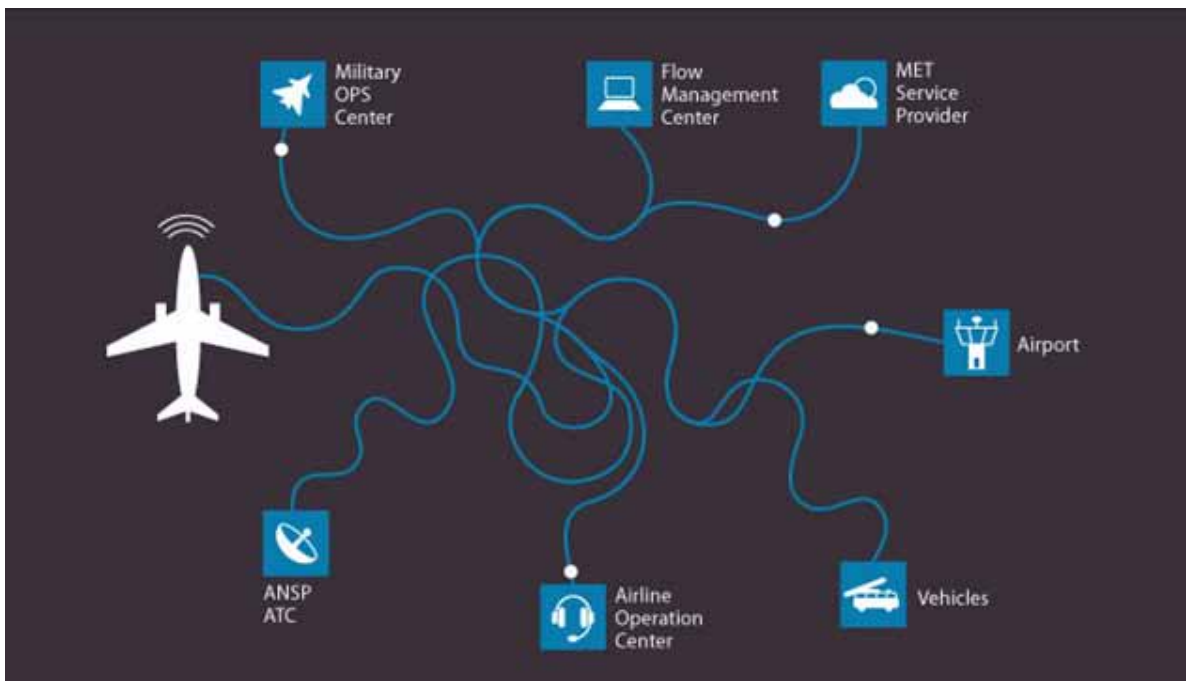 Military
OPS
Center
Flow
Management
Center
MET
Service
Provider
Airport
ANSP
ATC
Airline
Operation
Center
Vehicles